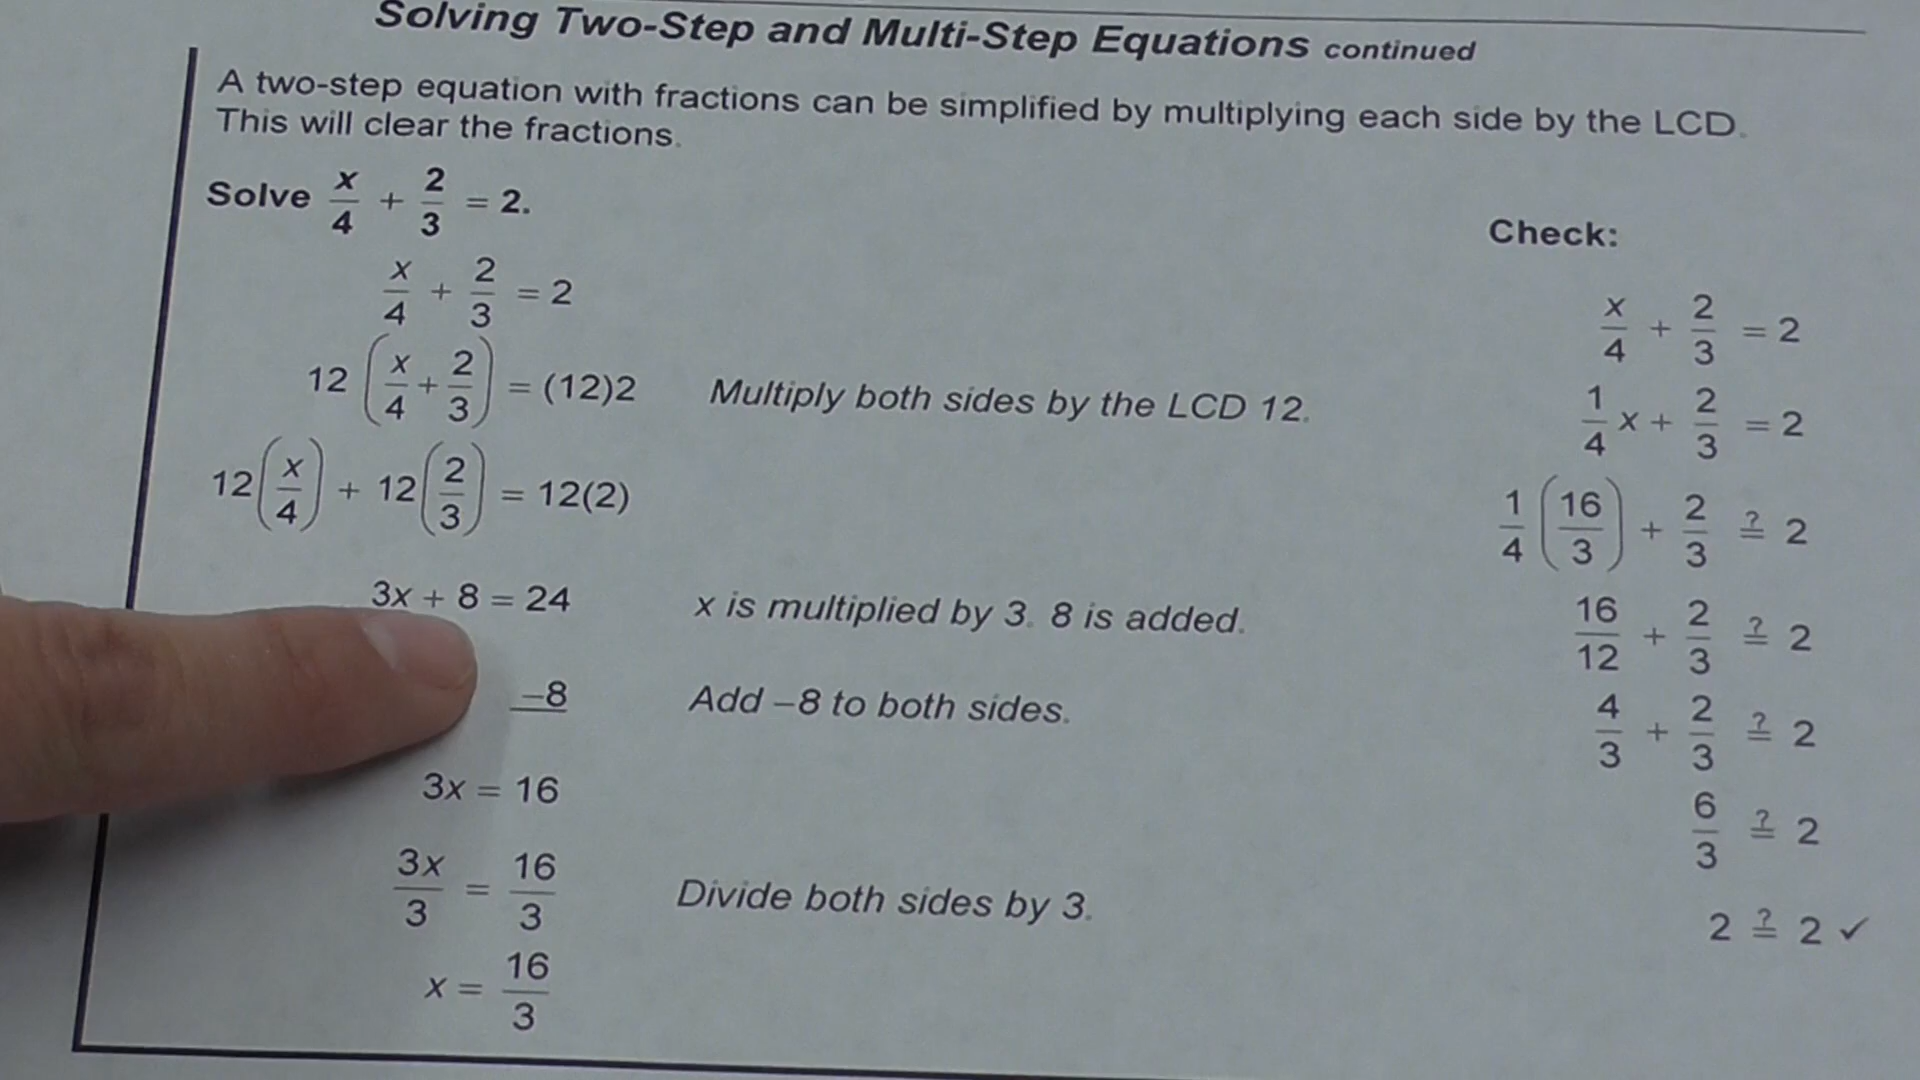 Solving Two-Step and Multi-Step Equations continued
A two-step equation with fractions can be simplified by multiplying each side by the LCD.
This will clear the fractions.
Solve x/4 + 2/3 = 2.
x/4 + 2/3 = 2
12 (x/4 + 2/3) = (12)2 Multiply both sides by the LCD 12.
12(x/4) + 12(2/3) = 12(2)
3x + 8 = 24 x is multiplied by 3. 8 is added.
–8 Add –8 to both sides.
3x = 16
3x/3 = 16/3 Divide both sides by 3.
x = 16/3
Check:
x/4 + 2/3 = 2
1/4 x + 2/3 = 2
1/4 (16/3) + 2/3 ≟ 2
16/12 + 2/3 ≟ 2
4/3 + 2/3 ≟ 2
6/3 ≟ 2
2 ≟ 2 ✓